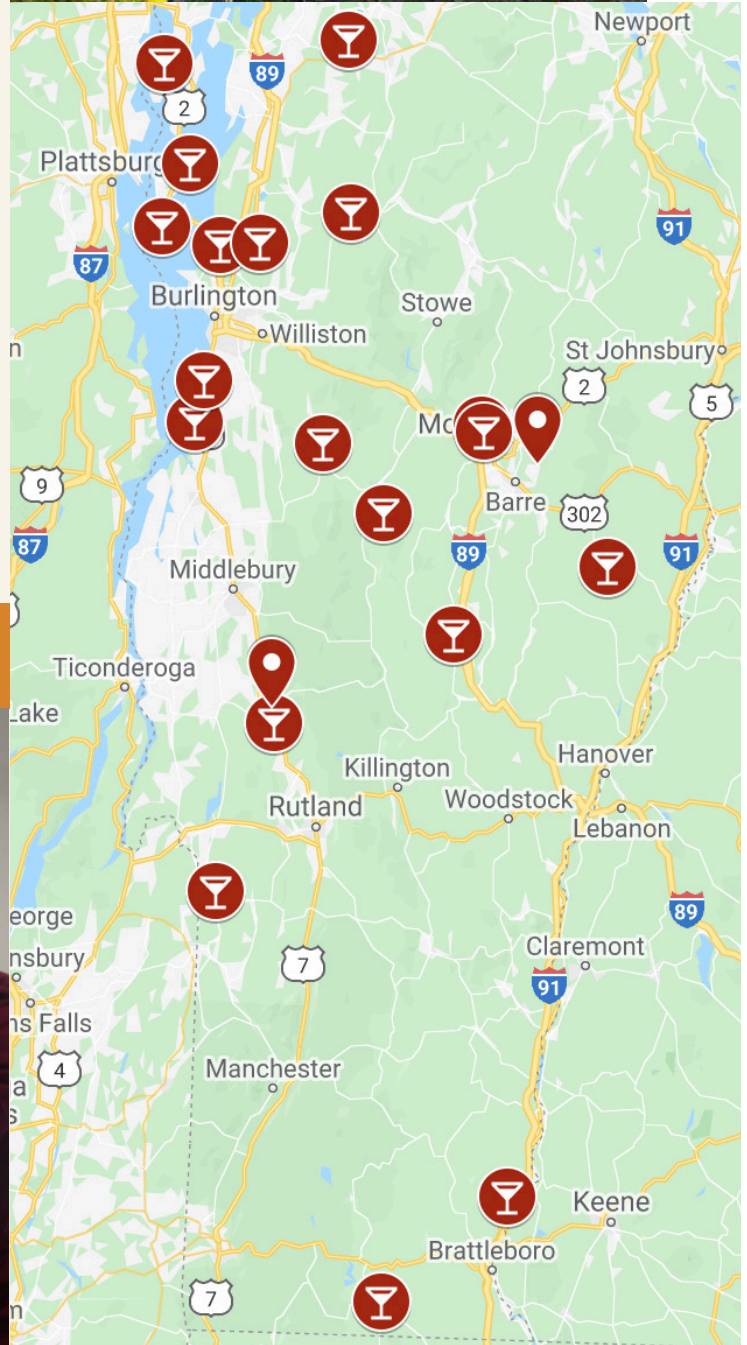 Newport
89
2
Plattsburg
91
87
Burlington
Stowe
Williston
St Johnsbury
2
5
Mo
9
Barre
302
87
89
91
Middlebury
Ticonderoga
Lake
Killington
Hanover
Rutland
Woodstock
Lebanon
eorge
89
nsbury
Claremont
7
91
ns Falls
4
Manchester
a
s
Keene
Brattleboro
7
m
n